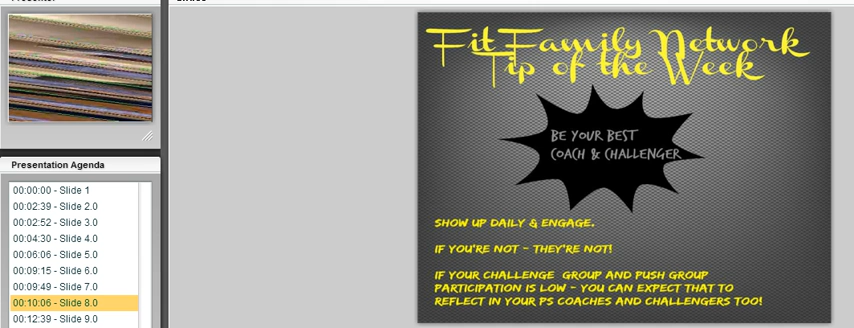 Fit Family Network
Tip of the Week
BE YOUR BEST
COACH & CHALLENGER
SHOW UP DAILY & ENGAGE.
IF YOU'RE NOT - THEY'RE NOT!
IF YOUR CHALLENGE GROUP AND PUSH GROUP
PARTICIPATION IS LOW - YOU CAN EXPECT THAT TO
REFLECT IN YOUR PS COACHES AND CHALLENGERS TOO!
Presentation Agenda
00:00:00 - Slide 1
00:02:39 - Slide 2.0
00:02:52 - Slide 3.0
00:04:30 - Slide 4.0
00:06:06 - Slide 5.0
00:09:15 - Slide 6.0
00:09:49 - Slide 7.0
00:10:06 - Slide 8.0
00:12:39 - Slide 9.0